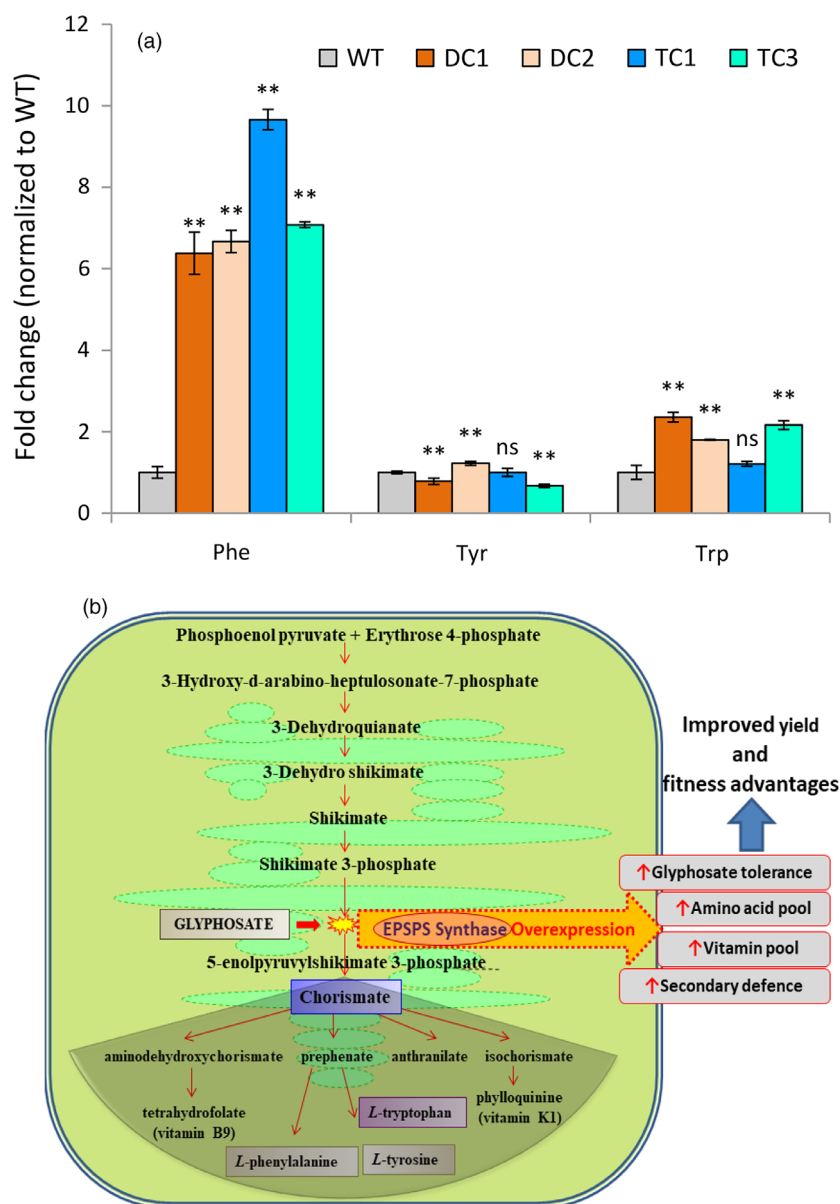 (a)
WT DC1 DC2 TC1 TC3
Fold change (normalized to WT)
12
10
8
6
4
2
0
** ** ** **
** ** ns **
** ** ns **
Phe Tyr Trp
(b)
Phosphoenol pyruvate + Erythrose 4-phosphate
3-Hydroxy-d-arabino-heptulosonate-7-phosphate
3-Dehydroquianate
3-Dehydro shikimate
Shikimate
Shikimate 3-phosphate
GLYPHOSATE
EPSPS Synthase Overexpression
5-enolpyruvylshikimate 3-phosphate
Chorismate
aminodehydroxychorismate prephenate anthranilate isochorismate
tetrahydrofolate
(vitamin B9)
L-tryptophan
phylloquinine
(vitamin K1)
L-phenylalanine L-tyrosine
Improved yield
and
fitness advantages
↑Glyphosate tolerance
↑Amino acid pool
↑Vitamin pool
↑Secondary defence